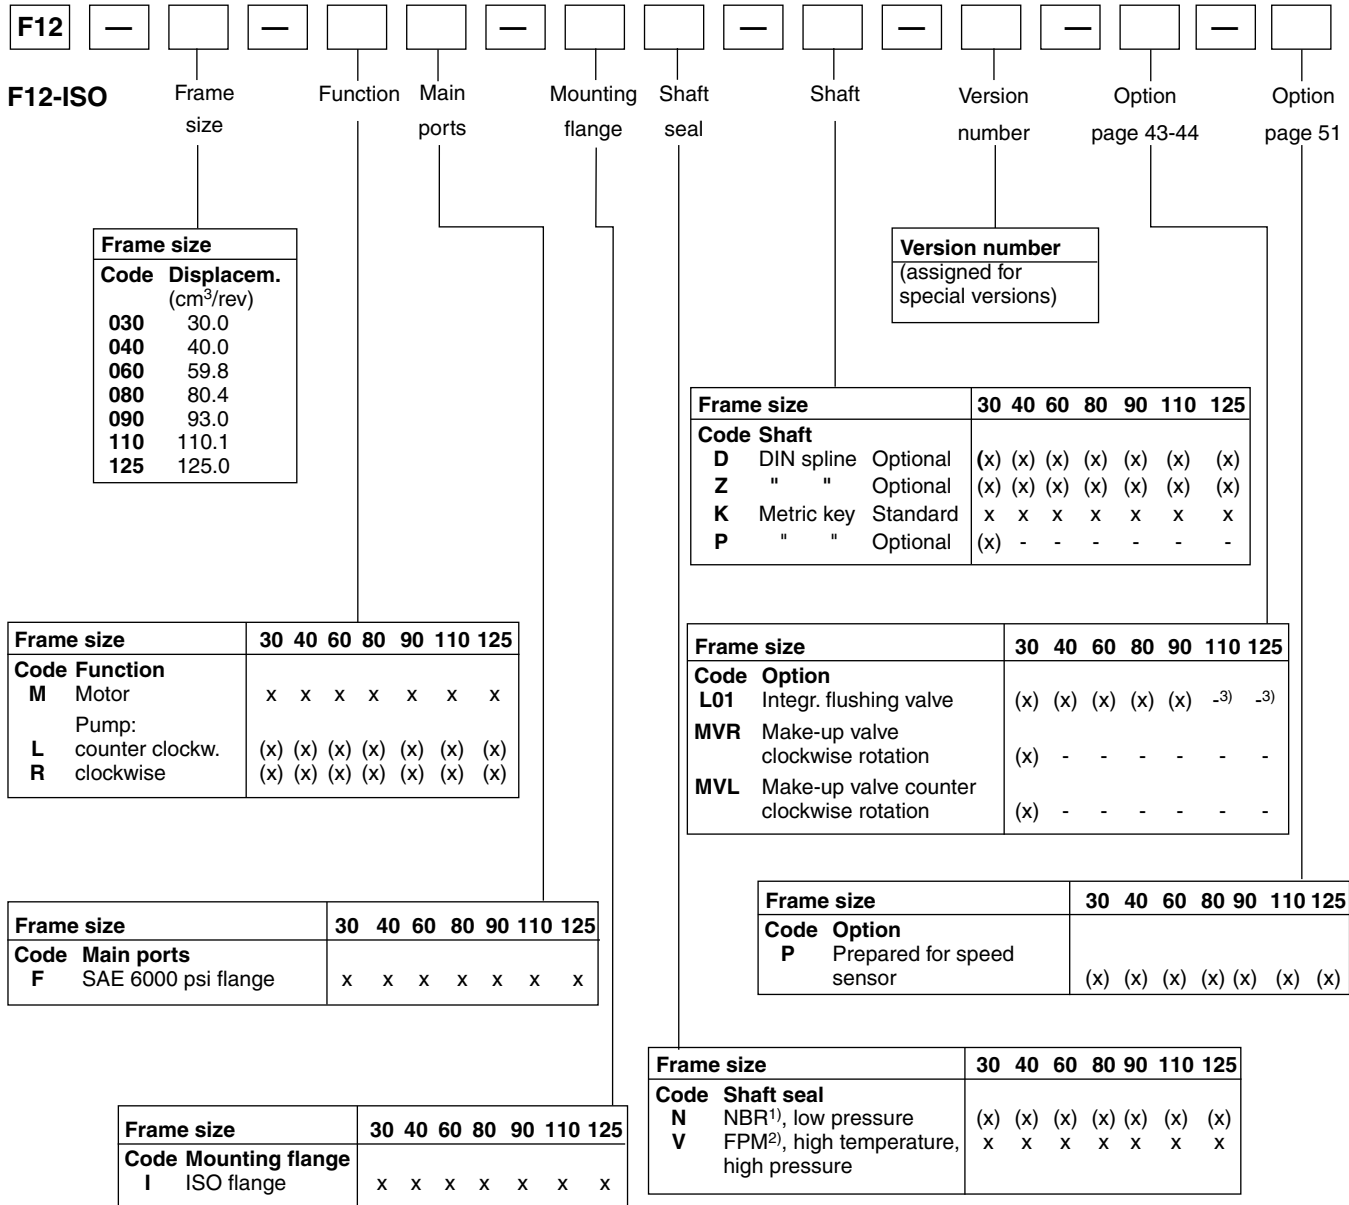 F12 — — — — — — —
F12-ISO
Frame size
Function
Main ports
Mounting flange
Shaft seal
Shaft
Version number
Option page 43-44
Option page 51
Frame size
Code Displacem.
(cm3/rev)
030 30.0
040 40.0
060 59.8
080 80.4
090 93.0
110 110.1
125 125.0
Version number
(assigned for
special versions)
Frame size 30 40 60 80 90 110 125
Code Shaft
D DIN spline Optional (x) (x) (x) (x) (x) (x) (x)
Z " " Optional (x) (x) (x) (x) (x) (x) (x)
K Metric key Standard x x x x x x x
P " " Optional (x) - - - - - -
Frame size 30 40 60 80 90 110 125
Code Function
M Motor x x x x x x x
Pump:
L counter clockw. (x) (x) (x) (x) (x) (x) (x)
R clockwise (x) (x) (x) (x) (x) (x) (x)
Frame size 30 40 60 80 90 110 125
Code Option
L01 Integr. flushing valve (x) (x) (x) (x) (x) -3) -3)
MVR Make-up valve
clockwise rotation (x) - - - - - -
MVL Make-up valve counter
clockwise rotation (x) - - - - - -
Frame size 30 40 60 80 90 110 125
Code Main ports
F SAE 6000 psi flange x x x x x x x
Frame size 30 40 60 80 90 110 125
Code Option
P Prepared for speed
sensor (x) (x) (x) (x) (x) (x) (x)
Frame size 30 40 60 80 90 110 125
Code Shaft seal
N NBR1), low pressure (x) (x) (x) (x) (x) (x) (x)
V FPM2), high temperature, x x x x x x x
high pressure
Frame size 30 40 60 80 90 110 125
Code Mounting flange
I ISO flange x x x x x x x